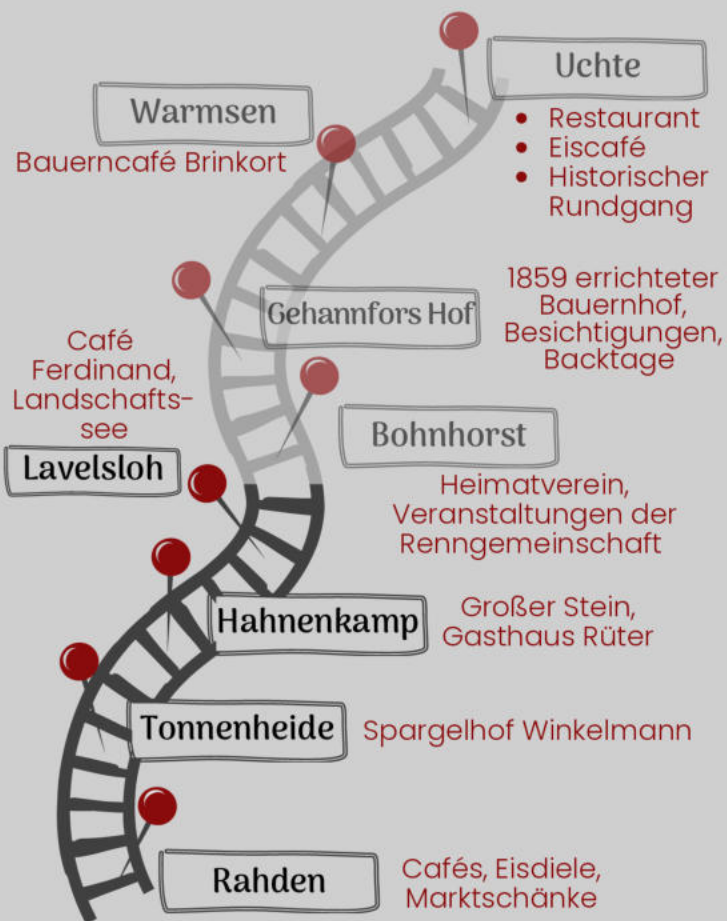 Uchte
• Restaurant
• Eiscafé
• Historischer
Rundgang
Warmsen
Bauerncafé Brinkort
Gehannfors Hof
1859 errichteter
Bauernhof,
Besichtigungen,
Backtage
Bohnhorst
Heimatverein,
Veranstaltungen der
Renngemeinschaft
Café
Ferdinand,
Landschafts-
see
Lavelsloh
Hahnenkamp
Großer Stein,
Gasthaus Rüter
Tonnenheide
Spargelhof Winkelmann
Rahden
Cafés, Eisdiele,
Marktschänke